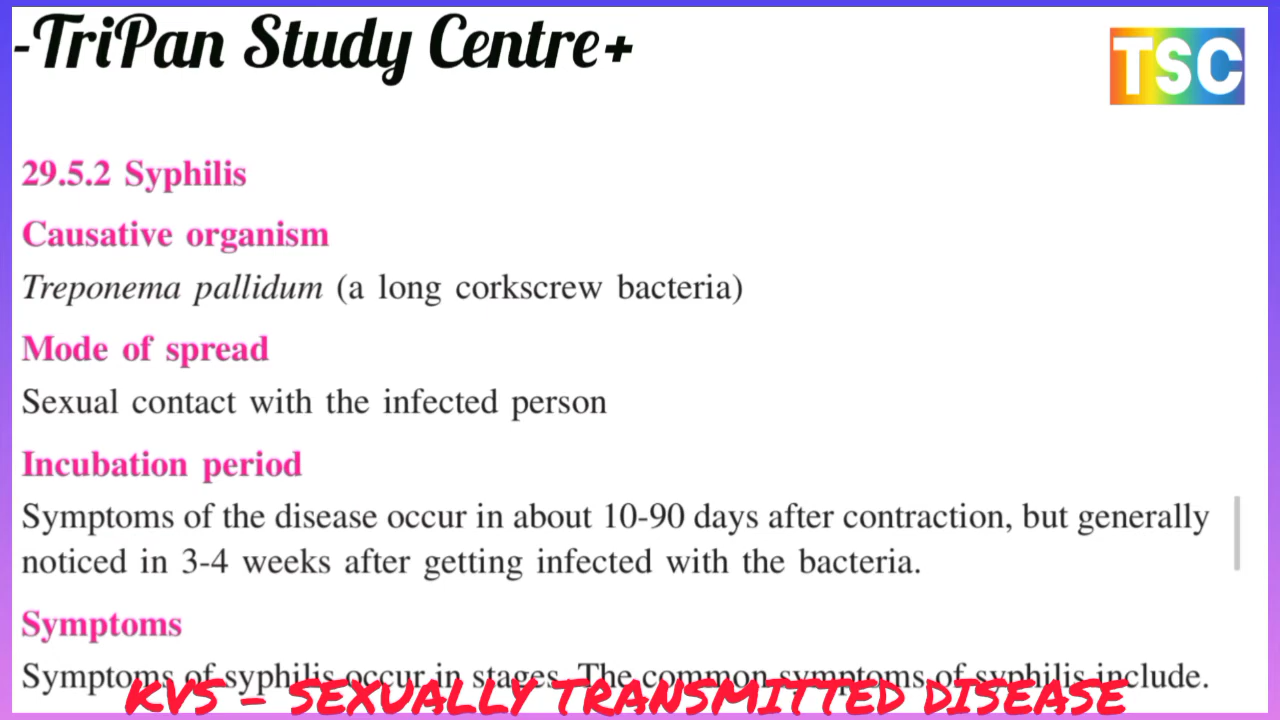 -TriPan Study Centre+
TSC
29.5.2 Syphilis
Causative organism
Treponema pallidum (a long corkscrew bacteria)
Mode of spread
Sexual contact with the infected person
Incubation period
Symptoms of the disease occur in about 10-90 days after contraction, but generally
noticed in 3-4 weeks after getting infected with the bacteria.
Symptoms
Symptoms of syphilis occur in stages. The common symptoms of syphilis include.
KVS - SEXUALLY TRANSMITTED DISEASE